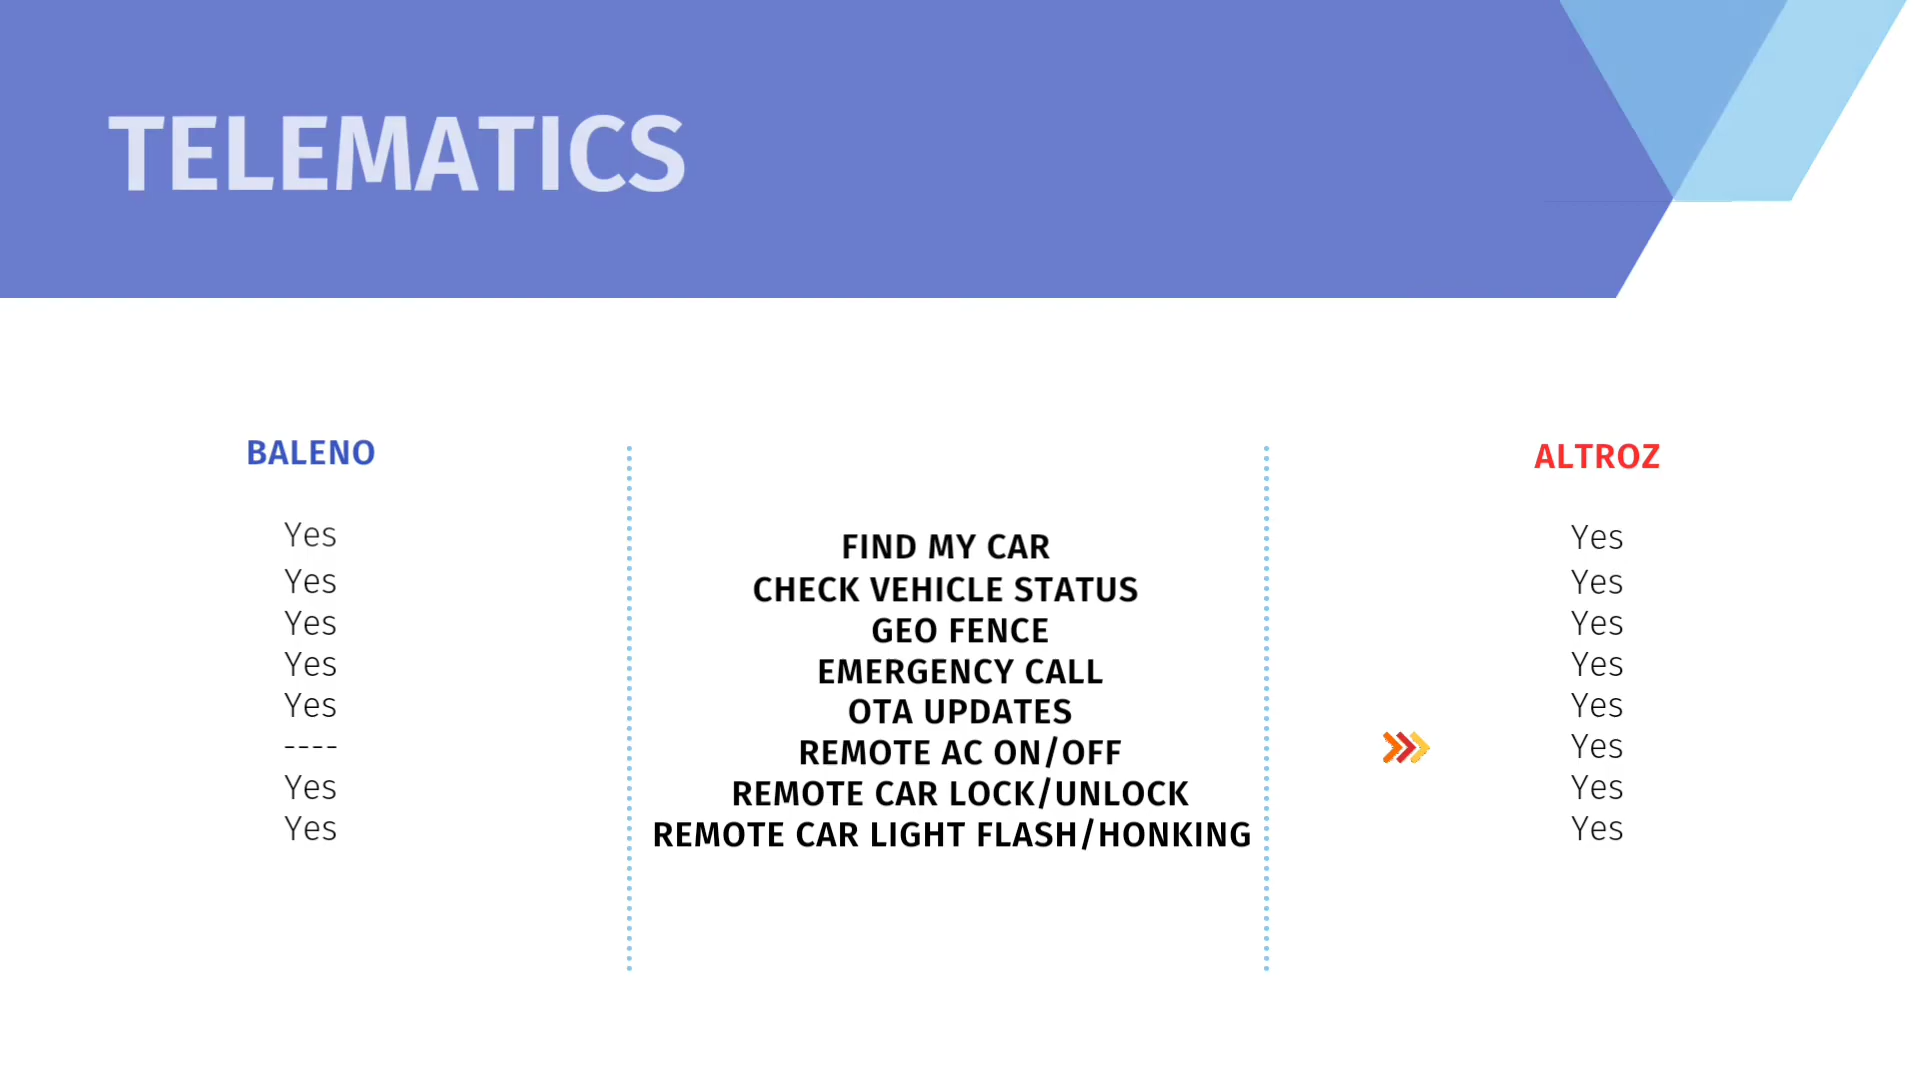 TELEMATICS
BALENO ALTROZ
Yes FIND MY CAR Yes
Yes CHECK VEHICLE STATUS Yes
Yes GEO FENCE Yes
Yes EMERGENCY CALL Yes
Yes OTA UPDATES Yes
---- REMOTE AC ON/OFF Yes
Yes REMOTE CAR LOCK/UNLOCK Yes
Yes REMOTE CAR LIGHT FLASH/HONKING Yes